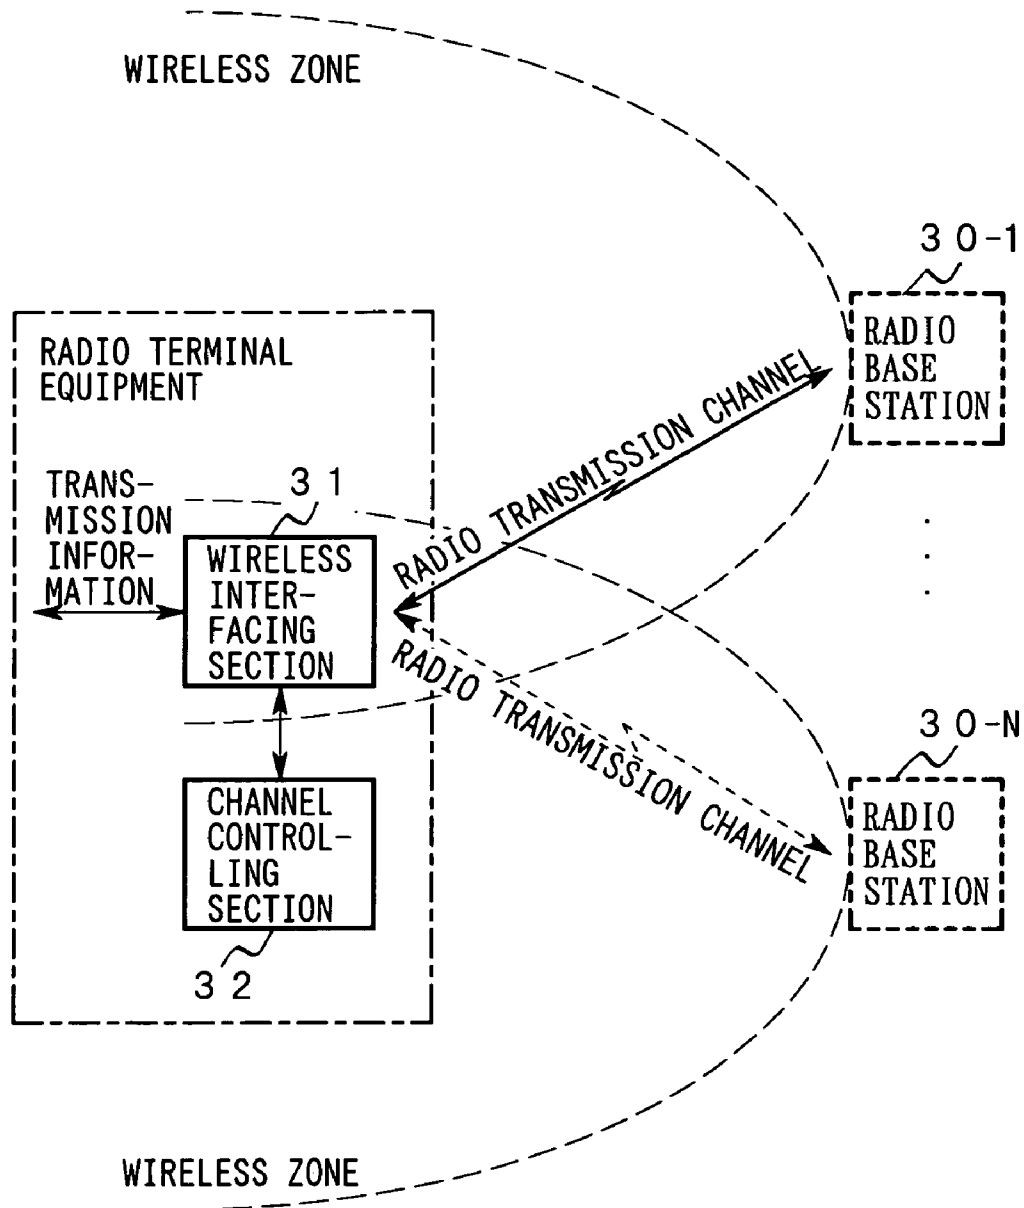 WIRELESS ZONE
30-1
RADIO
BASE
STATION
RADIO TERMINAL
EQUIPMENT
RADIO TRANSMISSION CHANNEL
TRANS-
MISSION
INFOR-
MATION
31
WIRELESS
INTER-
FACING
SECTION
RADIO TRANSMISSION CHANNEL
30-N
RADIO
BASE
STATION
CHANNEL
CONTROL-
LING
SECTION
32
WIRELESS ZONE